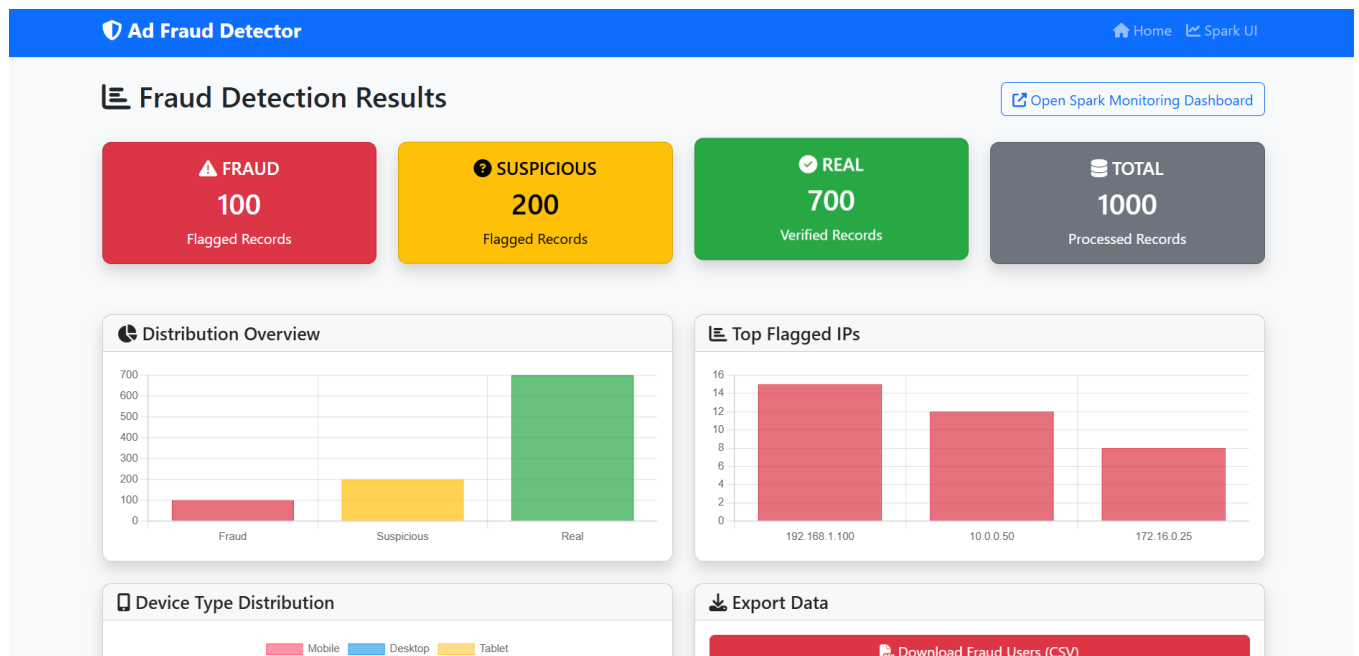 Ad Fraud Detector
Home Spark UI
Fraud Detection Results
Open Spark Monitoring Dashboard
FRAUD
100
Flagged Records
SUSPICIOUS
200
Flagged Records
REAL
700
Verified Records
TOTAL
1000
Processed Records
Distribution Overview
700
600
500
400
300
200
100
0
Fraud Suspicious Real
Top Flagged IPs
16
14
12
10
8
6
4
2
0
192.168.1.100 10.0.0.50 172.16.0.25
Device Type Distribution
Mobile Desktop Tablet
Export Data
Download Fraud Users (CSV)